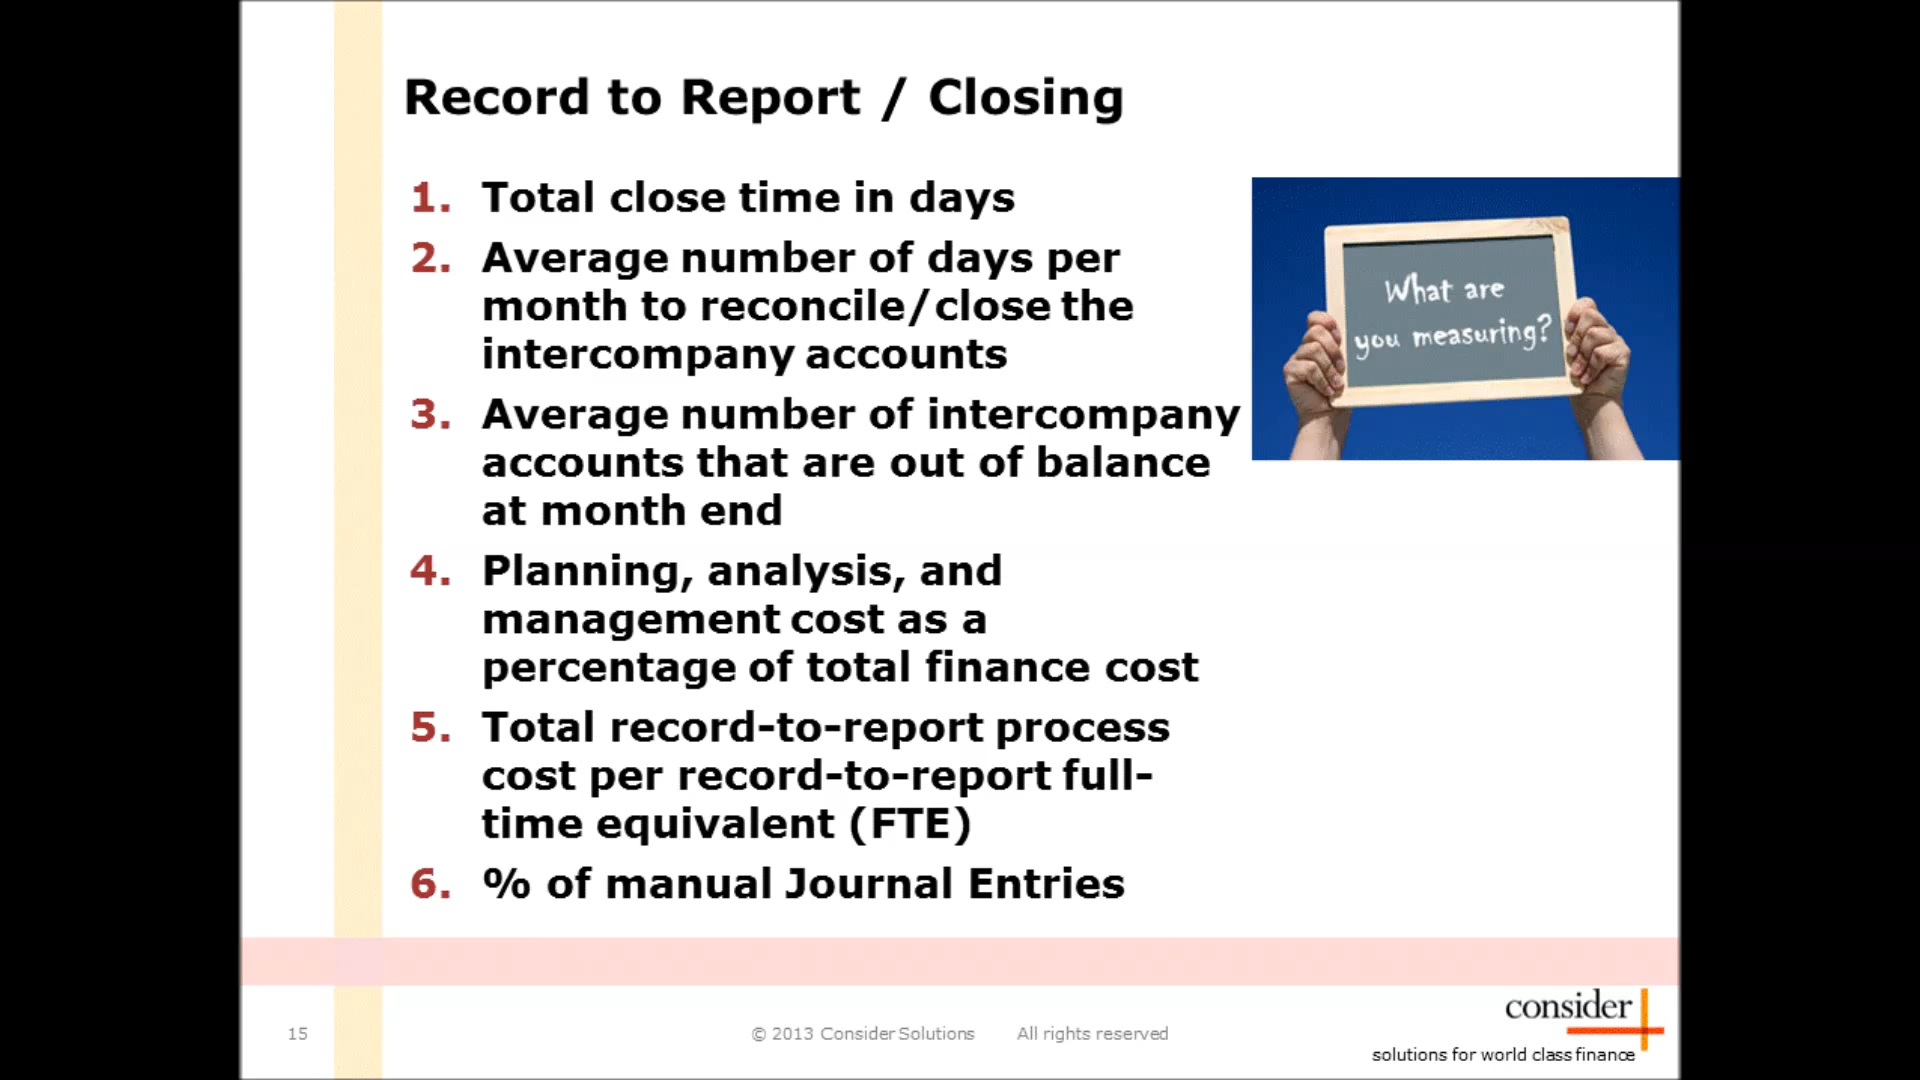 Record to Report / Closing
1. Total close time in days
2. Average number of days per
month to reconcile/close the
intercompany accounts
3. Average number of intercompany
accounts that are out of balance
at month end
4. Planning, analysis, and
management cost as a
percentage of total finance cost
5. Total record-to-report process
cost per record-to-report full-
time equivalent (FTE)
6. % of manual Journal Entries
What are
you measuring?
15
© 2013 Consider Solutions All rights reserved
consider
solutions for world class finance